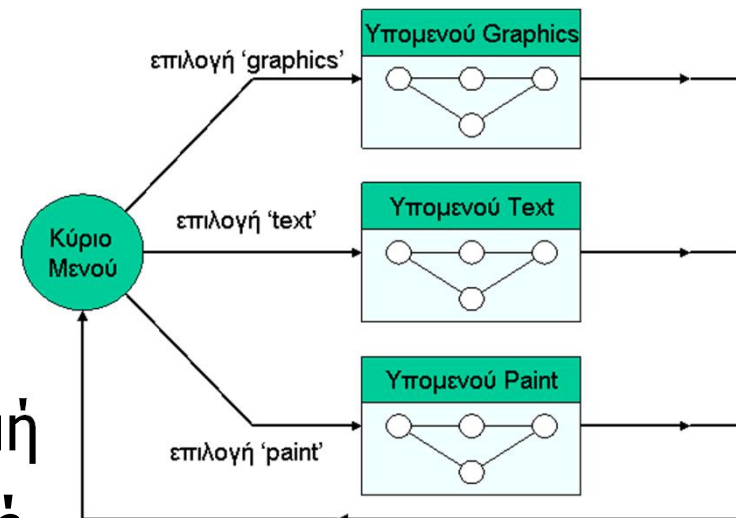 Υπομενού Graphics
επιλογή ‘graphics’
Υπομενού Text
επιλογή ‘text’
Κύριο
Μενού
Υπομενού Paint
επιλογή ‘paint’